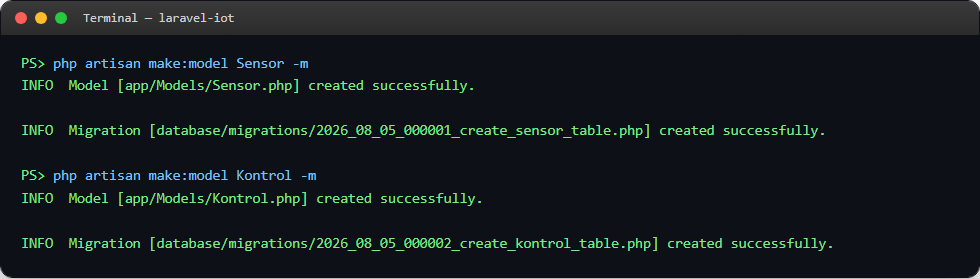 Terminal — laravel-iot
PS> php artisan make:model Sensor -m
INFO  Model [app/Models/Sensor.php] created successfully.
INFO  Migration [database/migrations/2026_08_05_000001_create_sensor_table.php] created successfully.
PS> php artisan make:model Kontrol -m
INFO  Model [app/Models/Kontrol.php] created successfully.
INFO  Migration [database/migrations/2026_08_05_000002_create_kontrol_table.php] created successfully.